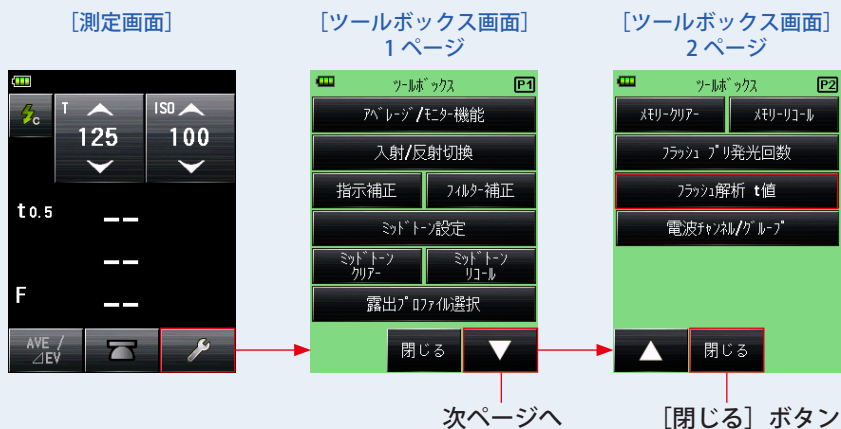 [測定画面]
[ツールボックス画面]
1 ページ
[ツールボックス画面]
2 ページ
T
ISO
C
125
100
t0.5
--
--
F
--
AVE /
⊿EV
ﾂｰﾙﾎﾞｯｸｽ
P1
ｱﾍﾞﾚｰｼﾞ/ﾓﾆﾀｰ機能
入射/反射切換
指示補正
ﾌｨﾙﾀｰ補正
ﾐｯﾄﾞﾄｰﾝ設定
ﾐｯﾄﾞﾄｰﾝ
ｸﾘｱｰ
ﾐｯﾄﾞﾄｰﾝ
ﾘｺｰﾙ
露出ﾌﾟﾛﾌｧｲﾙ選択
閉じる
▼
次ページへ
ﾂｰﾙﾎﾞｯｸｽ
P2
ﾒﾓﾘｰｸﾘｱｰ
ﾒﾓﾘｰﾘｺｰﾙ
ﾌﾗｯｼｭ ﾌﾟﾘ発光回数
ﾌﾗｯｼｭ解析 t値
電波ﾁｬﾝﾈﾙ/ｸﾞﾙｰﾌﾟ
▲
閉じる
[閉じる] ボタン